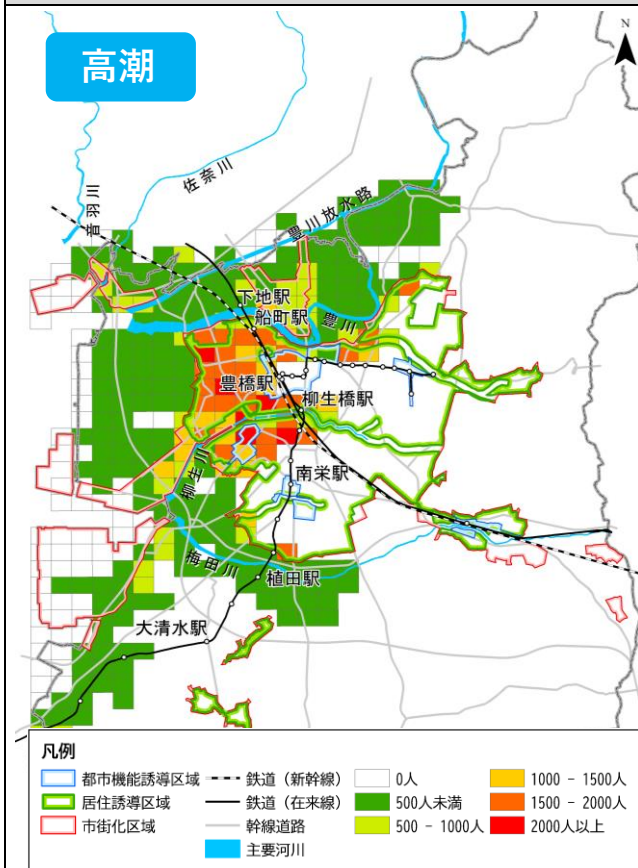 高潮
N
音羽川
佐奈川
豊川放水路
下地駅
船町駅
豊川
豊橋駅
柳生橋駅
柳生川
南栄駅
梅田川
植田駅
大清水駅
凡例
都市機能誘導区域
居住誘導区域
市街化区域
鉄道（新幹線）
鉄道（在来線）
幹線道路
主要河川
0人
500人未満
500 - 1000人
1000 - 1500人
1500 - 2000人
2000人以上